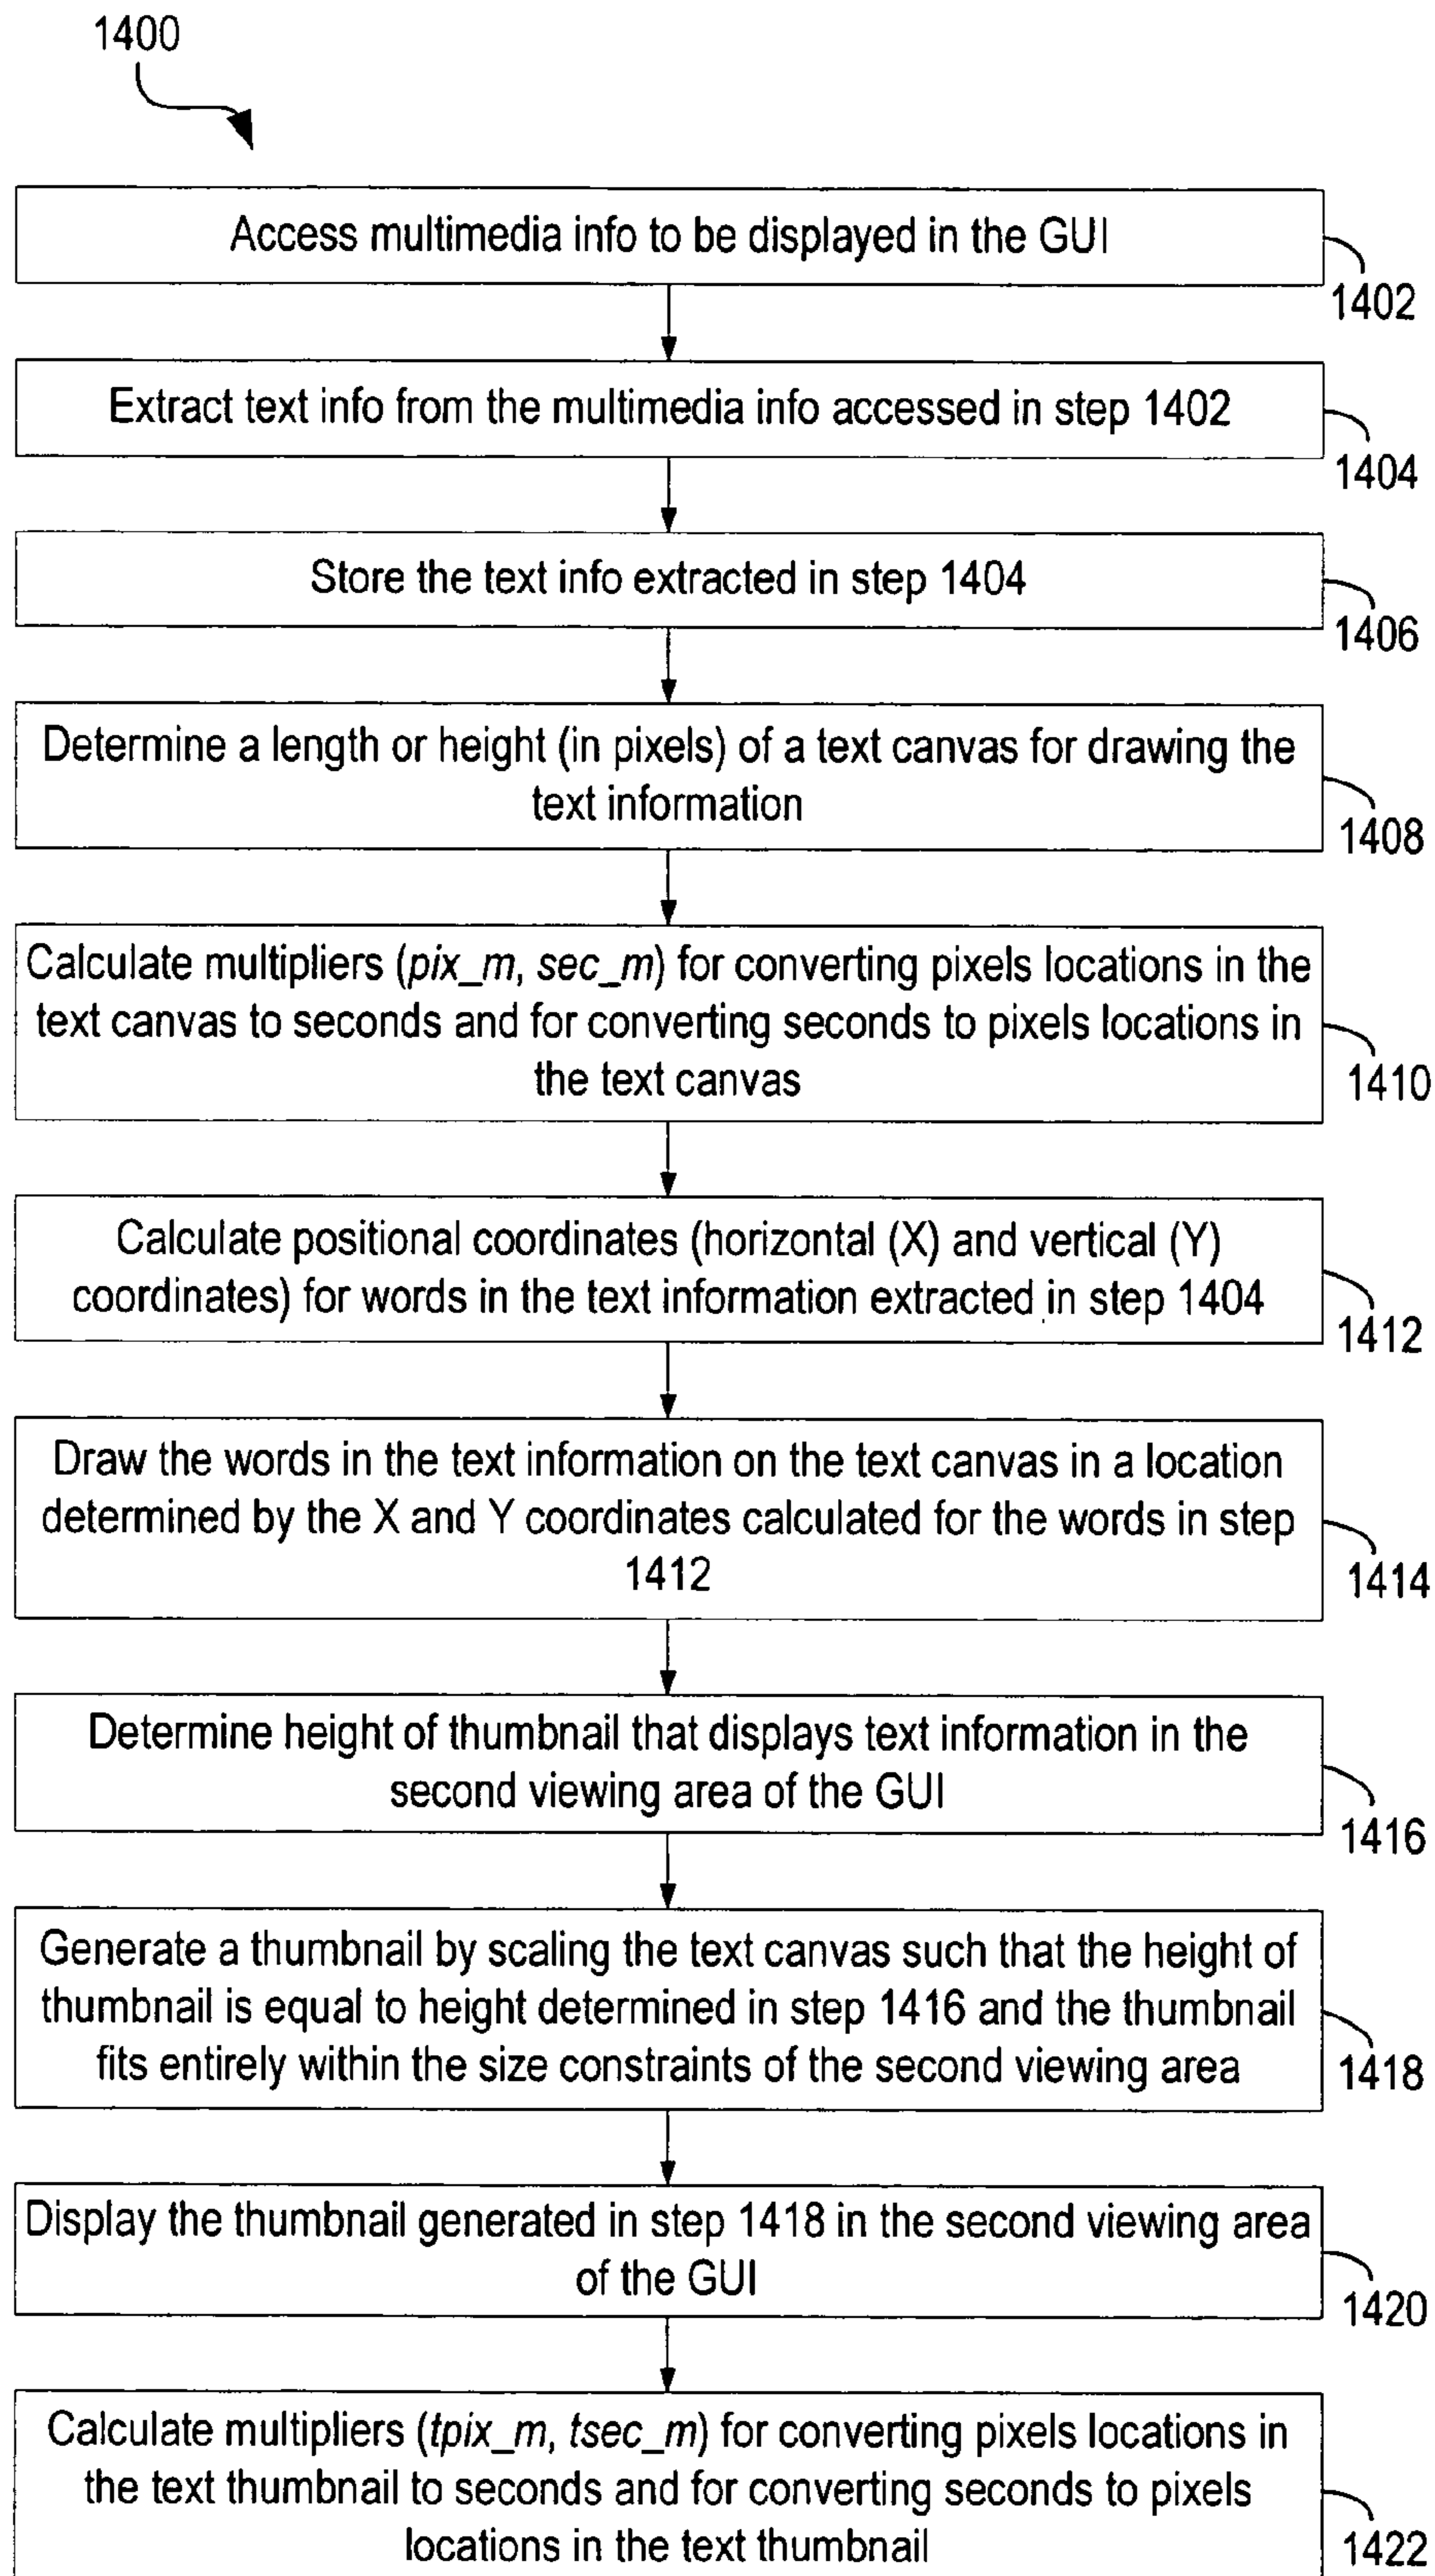 1400
Access multimedia info to be displayed in the GUI
1402
Extract text info from the multimedia info accessed in step 1402
1404
Store the text info extracted in step 1404
1406
Determine a length or height (in pixels) of a text canvas for drawing the
text information
1408
Calculate multipliers (pix_m, sec_m) for converting pixels locations in the
text canvas to seconds and for converting seconds to pixels locations in
the text canvas
1410
Calculate positional coordinates (horizontal (X) and vertical (Y)
coordinates) for words in the text information extracted in step 1404
1412
Draw the words in the text information on the text canvas in a location
determined by the X and Y coordinates calculated for the words in step
1412
1414
Determine height of thumbnail that displays text information in the
second viewing area of the GUI
1416
Generate a thumbnail by scaling the text canvas such that the height of
thumbnail is equal to height determined in step 1416 and the thumbnail
fits entirely within the size constraints of the second viewing area
1418
Display the thumbnail generated in step 1418 in the second viewing area
of the GUI
1420
Calculate multipliers (tpix_m, tsec_m) for converting pixels locations in
the text thumbnail to seconds and for converting seconds to pixels
locations in the text thumbnail
1422